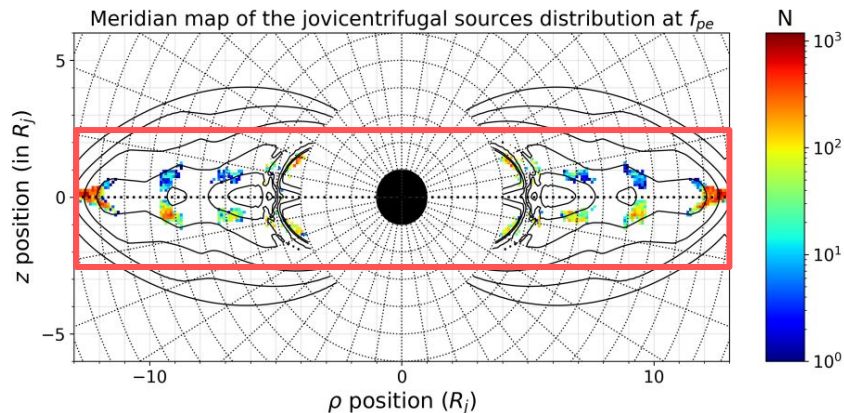 Meridian map of the jovicentrifugal sources distribution at f_pe
N
z position (in R_j)
5
0
−5
−10
0
10
ρ position (R_j)
10^3
10^2
10^1
10^0